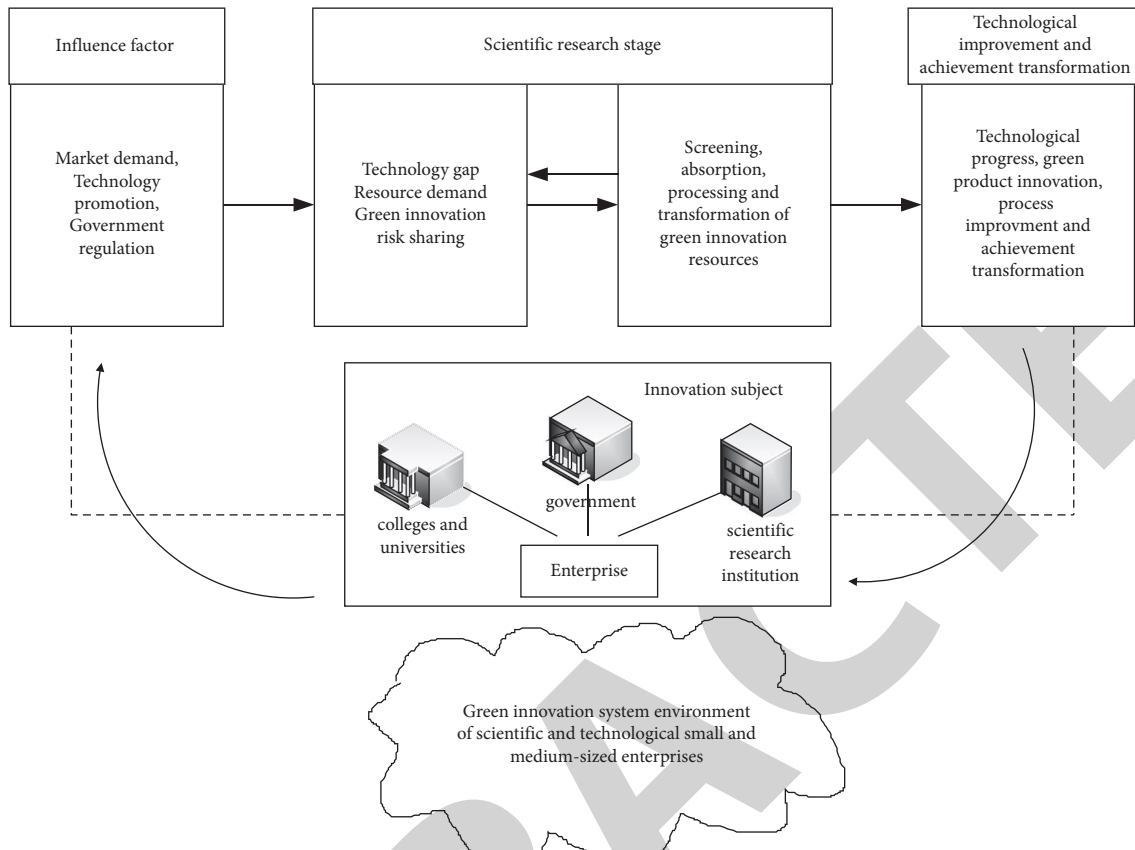 Influence factor
Scientific research stage
Technological
improvement and
achievement transformation
Market demand,
Technology
promotion,
Government
regulation
Technology gap
Resource demand
Green innovation
risk sharing
Screening,
absorption,
processing and
transformation of
green innovation
resources
Technological
progress, green
product innovation,
process
improvment and
achievement
transformation
Innovation subject
colleges and
universities
government
scientific
research
institution
Enterprise
Green innovation system environment
of scientific and technological small and
medium-sized enterprises